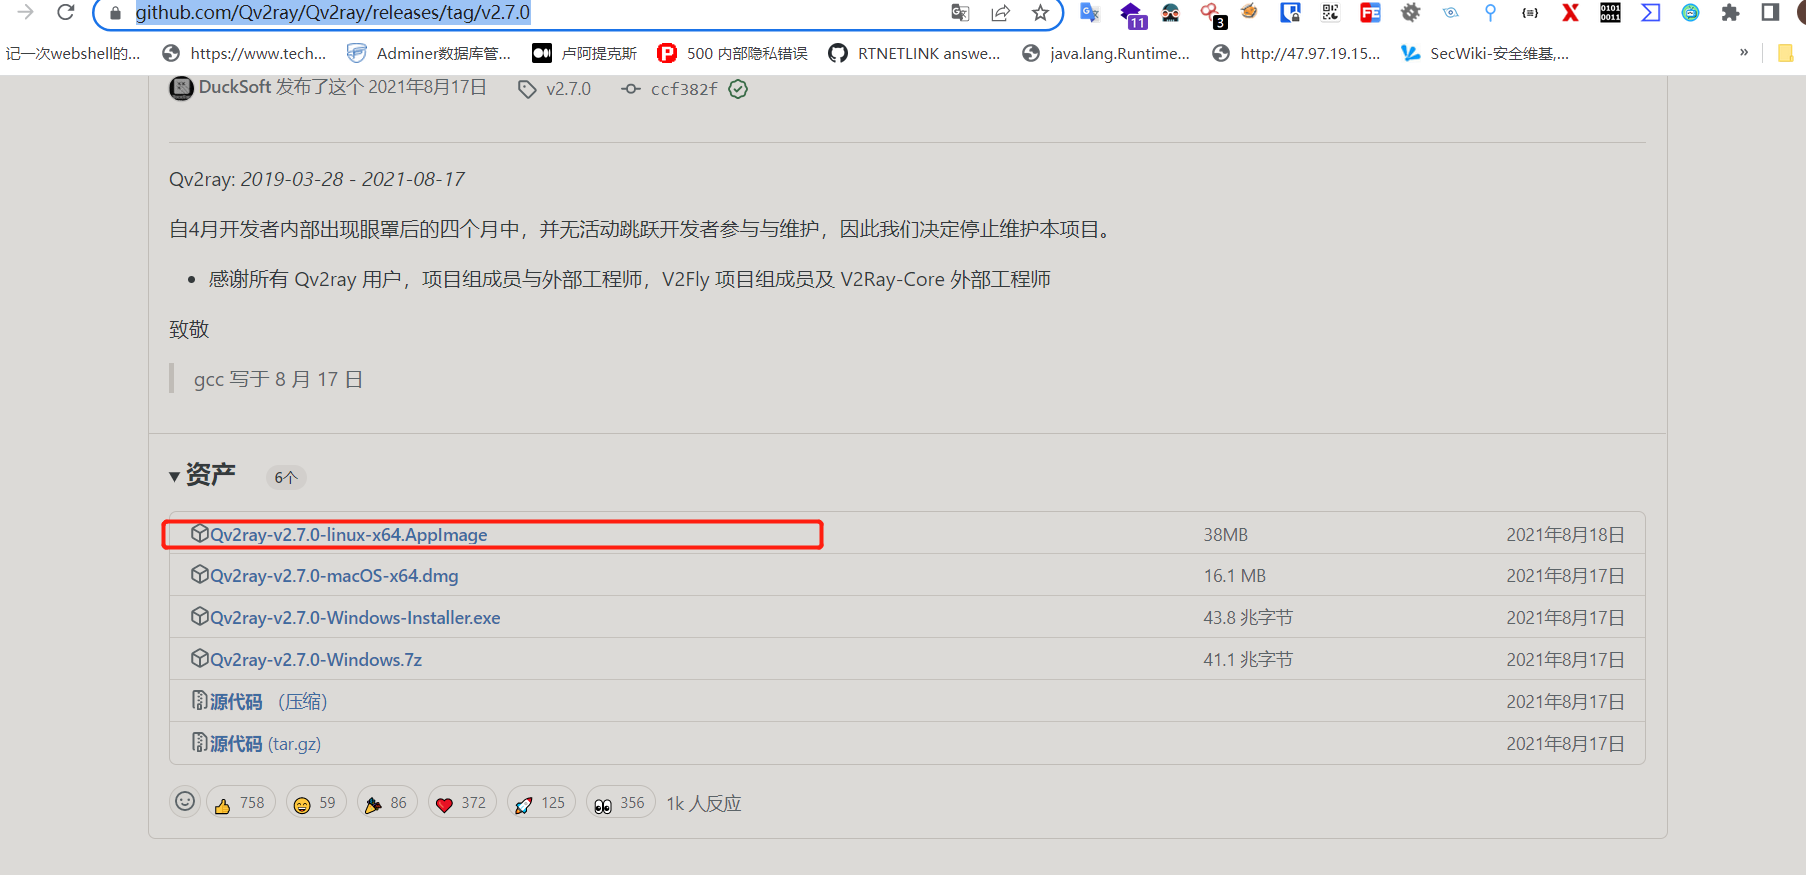 github.com/Qv2ray/Qv2ray/releases/tag/v2.7.0
11
3
0101
0011
FE
{≡}
记一次webshell的...
https://www.tech...
Adminer数据库管...
卢阿提克斯
500 内部隐私错误
RTNETLINK answe...
java.lang.Runtime...
http://47.97.19.15...
SecWiki-安全维基,...
»
DuckSoft 发布了这个 2021年8月17日 v2.7.0 ccf382f
Qv2ray: 2019-03-28 - 2021-08-17
自4月开发者内部出现眼罩后的四个月中，并无活动跳跃开发者参与与维护，因此我们决定停止维护本项目。
• 感谢所有 Qv2ray 用户，项目组成员与外部工程师，V2Fly 项目组成员及 V2Ray-Core 外部工程师
致敬
gcc 写于 8 月 17 日
资产 6个
Qv2ray-v2.7.0-linux-x64.AppImage 38MB 2021年8月18日
Qv2ray-v2.7.0-macOS-x64.dmg 16.1 MB 2021年8月17日
Qv2ray-v2.7.0-Windows-Installer.exe 43.8 兆字节 2021年8月17日
Qv2ray-v2.7.0-Windows.7z 41.1 兆字节 2021年8月17日
源代码 （压缩） 2021年8月17日
源代码 (tar.gz) 2021年8月17日
758 59 86 372 125 356 1k 人反应